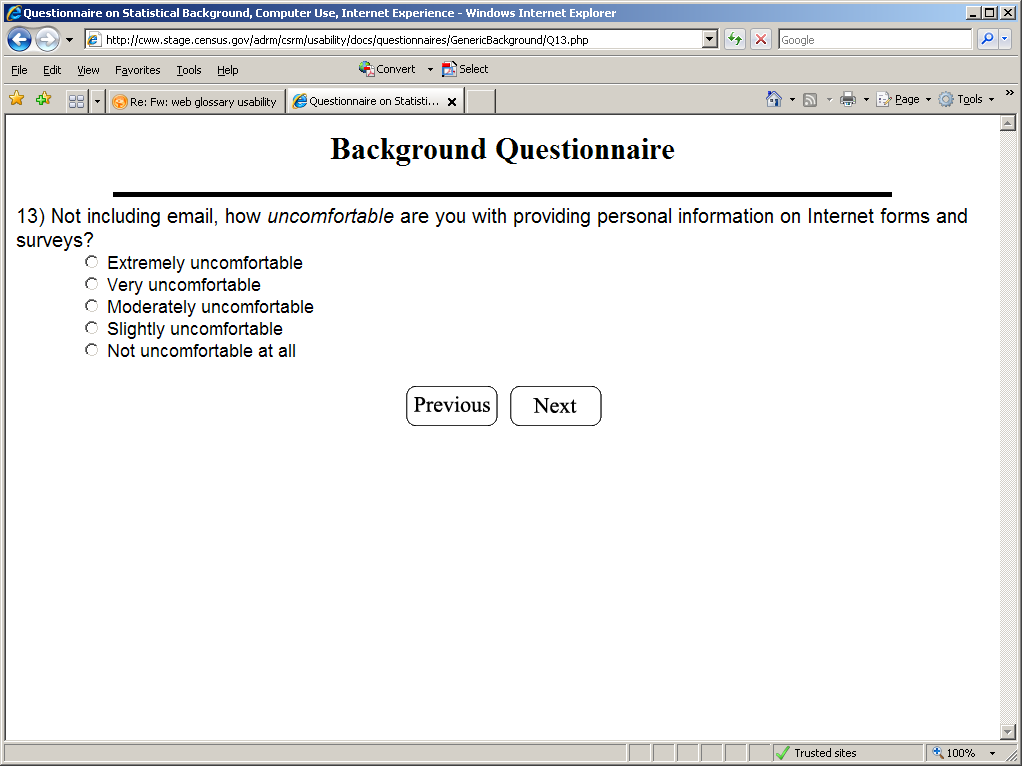 Questionnaire on Statistical Background, Computer Use, Internet Experience - Windows Internet Explorer
http://cww.stage.census.gov/adrm/csrm/usability/docs/questionnaires/GenericBackground/Q13.php
Google
File Edit View Favorites Tools Help
Convert Select
Re: Fw: web glossary usability
Questionnaire on Statisti...
Page Tools »
Background Questionnaire
13) Not including email, how uncomfortable are you with providing personal information on Internet forms and
surveys?
Extremely uncomfortable
Very uncomfortable
Moderately uncomfortable
Slightly uncomfortable
Not uncomfortable at all
Previous Next
Trusted sites 100%